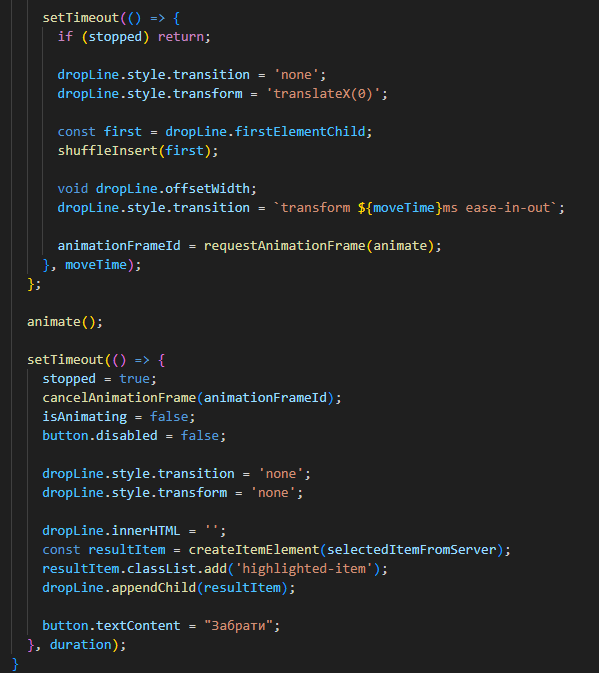 setTimeout(() => {
if (stopped) return;
dropLine.style.transition = 'none';
dropLine.style.transform = 'translateX(0)';
const first = dropLine.firstElementChild;
shuffleInsert(first);
void dropLine.offsetWidth;
dropLine.style.transition = `transform ${moveTime}ms ease-in-out`;
animationFrameId = requestAnimationFrame(animate);
}, moveTime);
};
animate();
setTimeout(() => {
stopped = true;
cancelAnimationFrame(animationFrameId);
isAnimating = false;
button.disabled = false;
dropLine.style.transition = 'none';
dropLine.style.transform = 'none';
dropLine.innerHTML = '';
const resultItem = createItemElement(selectedItemFromServer);
resultItem.classList.add('highlighted-item');
dropLine.appendChild(resultItem);
button.textContent = "Забрати";
}, duration);
}